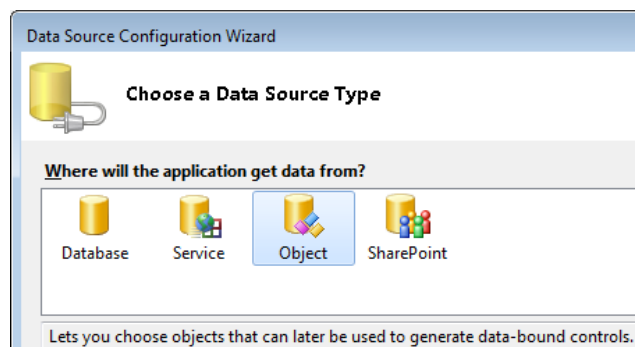 Data Source Configuration Wizard
Choose a Data Source Type
Where will the application get data from?
Database Service Object SharePoint
Lets you choose objects that can later be used to generate data-bound controls.